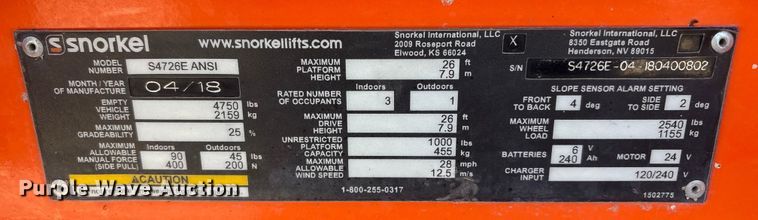 snorkel
www.snorkellifts.com
Snorkel International, LLC
2009 Roseport Road
Elwood, KS 66024
X
Snorkel International, LLC
8350 Eastgate Road
Henderson, NV 89015
MODEL NUMBER S4726E ANSI
MONTH / YEAR OF MANUFACTURE 04/18
EMPTY VEHICLE WEIGHT 4750 lbs
2159 kg
MAXIMUM GRADEABILITY 25 %
Indoors Outdoors
MAXIMUM ALLOWABLE MANUAL FORCE (SIDE PULL) 90 45 lbs
400 200 N
CAUTION
MAXIMUM PLATFORM HEIGHT 26 ft
7.9 m
Indoors Outdoors
RATED NUMBER OF OCCUPANTS 3 1
MAXIMUM DRIVE HEIGHT 26 ft
7.9 m
UNRESTRICTED PLATFORM CAPACITY 1000 lbs
455 kg
MAXIMUM ALLOWABLE WIND SPEED 28 mph
12.5 m/s
1-800-255-0317
S/N S4726E-04-180400802
SLOPE SENSOR ALARM SETTING
FRONT TO BACK 4 deg SIDE TO SIDE 2 deg
MAXIMUM WHEEL LOAD 2540 lbs
1155 kg
BATTERIES 6 V
240 Ah
MOTOR 24 V
CHARGER INPUT 120/240 V
1502775
Purple Wave Auction